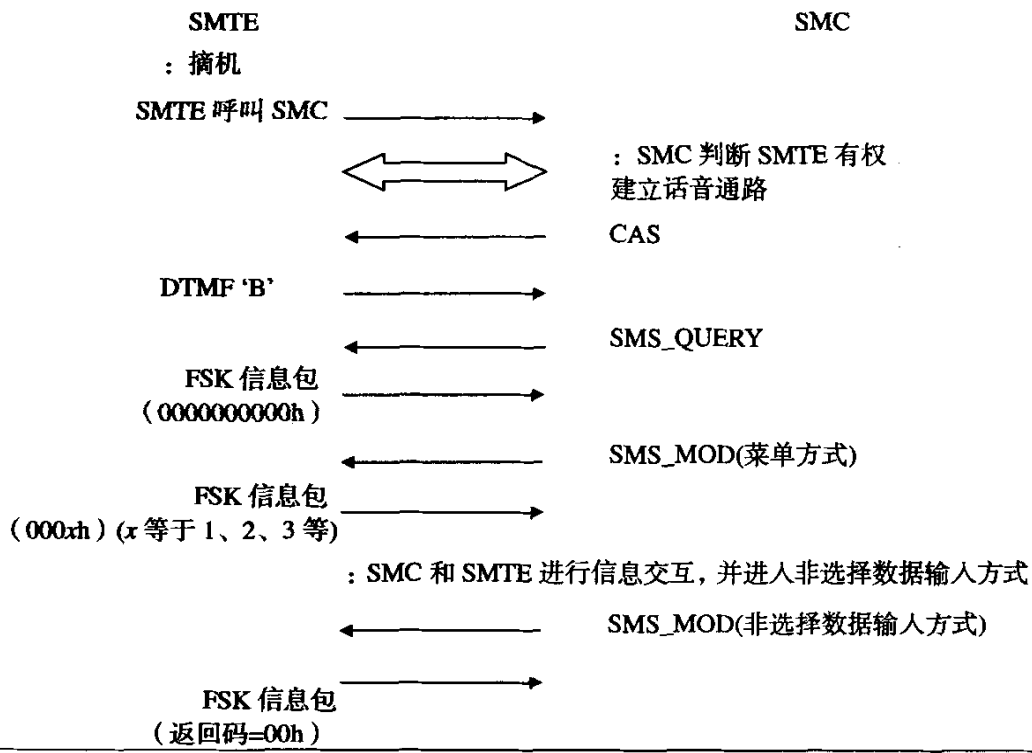 SMTE SMC
：摘机
SMTE 呼叫 SMC
：SMC 判断 SMTE 有权
建立话音通路
CAS
DTMF ‘B’
SMS_QUERY
FSK 信息包
（0000000000h）
SMS_MOD(菜单方式)
FSK 信息包
（000xh）(x 等于 1、2、3 等)
：SMC 和 SMTE 进行信息交互，并进入非选择数据输入方式
SMS_MOD(非选择数据输入方式)
FSK 信息包
（返回码=00h）